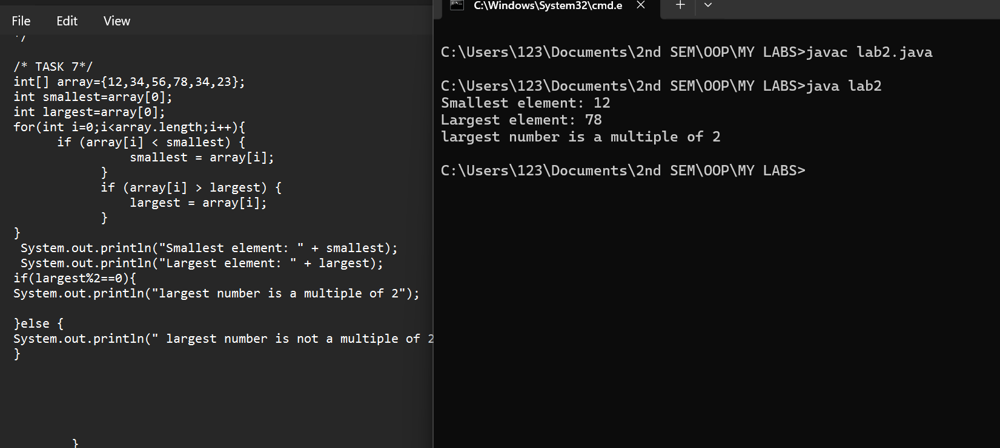 File Edit View
*/
/* TASK 7*/
int[] array={12,34,56,78,34,23};
int smallest=array[0];
int largest=array[0];
for(int i=0;i<array.length;i++){
if (array[i] < smallest) {
smallest = array[i];
}
if (array[i] > largest) {
largest = array[i];
}
}
System.out.println("Smallest element: " + smallest);
System.out.println("Largest element: " + largest);
if(largest%2==0){
System.out.println("largest number is a multiple of 2");
}else {
System.out.println(" largest number is not a multiple of 2
}
}
C:\Windows\System32\cmd.e
C:\Users\123\Documents\2nd SEM\OOP\MY LABS>javac lab2.java
C:\Users\123\Documents\2nd SEM\OOP\MY LABS>java lab2
Smallest element: 12
Largest element: 78
largest number is a multiple of 2
C:\Users\123\Documents\2nd SEM\OOP\MY LABS>